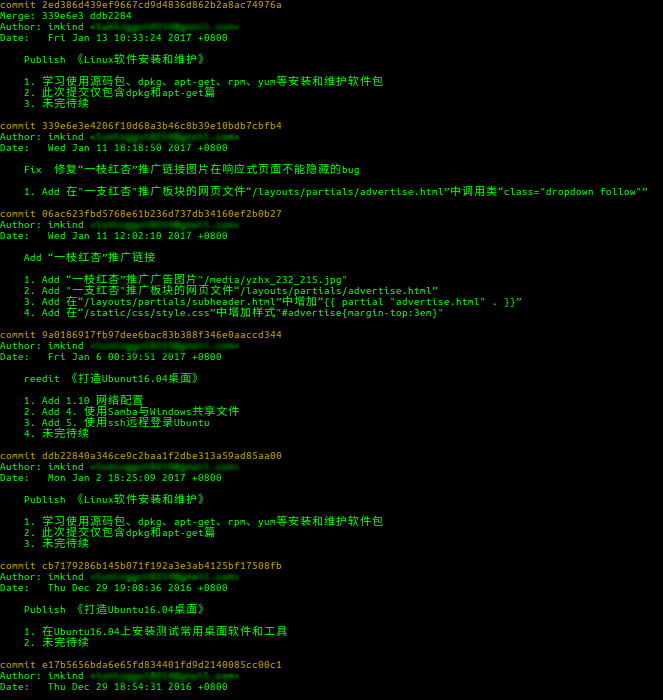 commit 2ed386d439ef9667cd9d4836d862b2a8ac74976a
Merge: 339e6e3 ddb2284
Author: imkind
Date:   Fri Jan 13 10:33:24 2017 +0800
Publish 《Linux软件安装和维护》
1. 学习使用源码包、dpkg、apt-get、rpm、yum等安装和维护软件包
2. 此次提交仅包含dpkg和apt-get篇
3. 未完待续
commit 339e6e3e4206f10d68a3b46c8b39e10bdb7cbfb4
Author: imkind
Date:   Wed Jan 11 18:18:50 2017 +0800
Fix  修复“一枝红杏”推广链接图片在响应式页面不能隐藏的bug
1. Add 在"一支红杏"推广板块的网页文件“/layouts/partials/advertise.html”中调用类“class="dropdown follow"”
commit 06ac623fbd5768e61b236d737db34160ef2b0b27
Author: imkind
Date:   Wed Jan 11 12:02:10 2017 +0800
Add “一枝红杏”推广链接
1. Add “一枝红杏”推广广告图片"/media/yzhx_232_215.jpg"
2. Add "一支红杏"推广板块的网页文件“/layouts/partials/advertise.html”
3. Add 在“/layouts/partials/subheader.html”中增加“{{ partial "advertise.html" . }}”
4. Add 在“/static/css/style.css”中增加样式"#advertise{margin-top:3em}"
commit 9a0186917fb97dee6bac83b388f346e0aaccd344
Author: imkind
Date:   Fri Jan 6 00:39:51 2017 +0800
reedit 《打造Ubunut16.04桌面》
1. Add 1.10 网络配置
2. Add 4. 使用Samba与Windows共享文件
3. Add 5. 使用ssh远程登录Ubuntu
4. 未完待续
commit ddb22840a346ce9c2baa1f2dbe313a59ad85aa00
Author: imkind
Date:   Mon Jan 2 18:25:09 2017 +0800
Publish 《Linux软件安装和维护》
1. 学习使用源码包、dpkg、apt-get、rpm、yum等安装和维护软件包
2. 此次提交仅包含dpkg和apt-get篇
3. 未完待续
commit cb7179286b145b071f192a3e3ab4125bf17508fb
Author: imkind
Date:   Thu Dec 29 19:08:36 2016 +0800
Publish 《打造Ubuntu16.04桌面》
1. 在Ubuntu16.04上安装测试常用桌面软件和工具
2. 未完待续
commit e17b5656bda6e65fd834401fd9d2140085cc00c1
Author: imkind
Date:   Thu Dec 29 18:54:31 2016 +0800